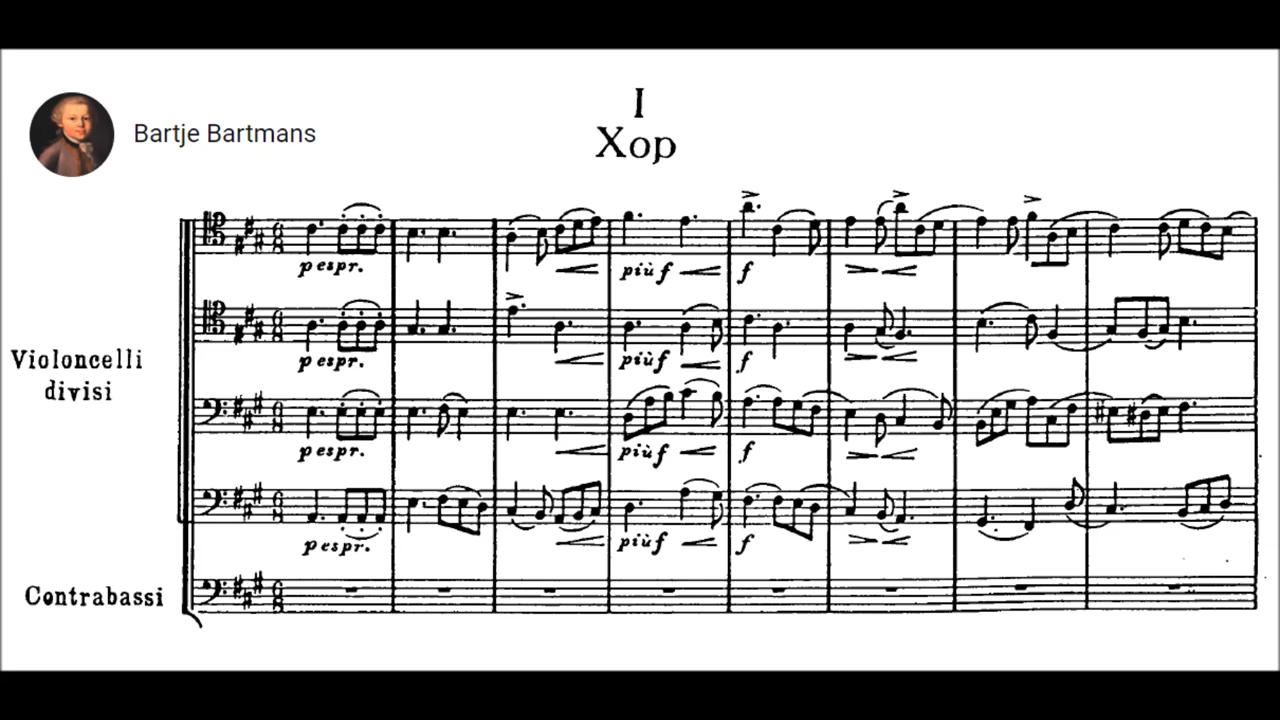 I
Хор
Bartje Bartmans
p espr.
più f
f
p espr.
più f
f
Violoncelli
divisi
p espr.
più f
f
p espr.
più f
f
Contrabassi